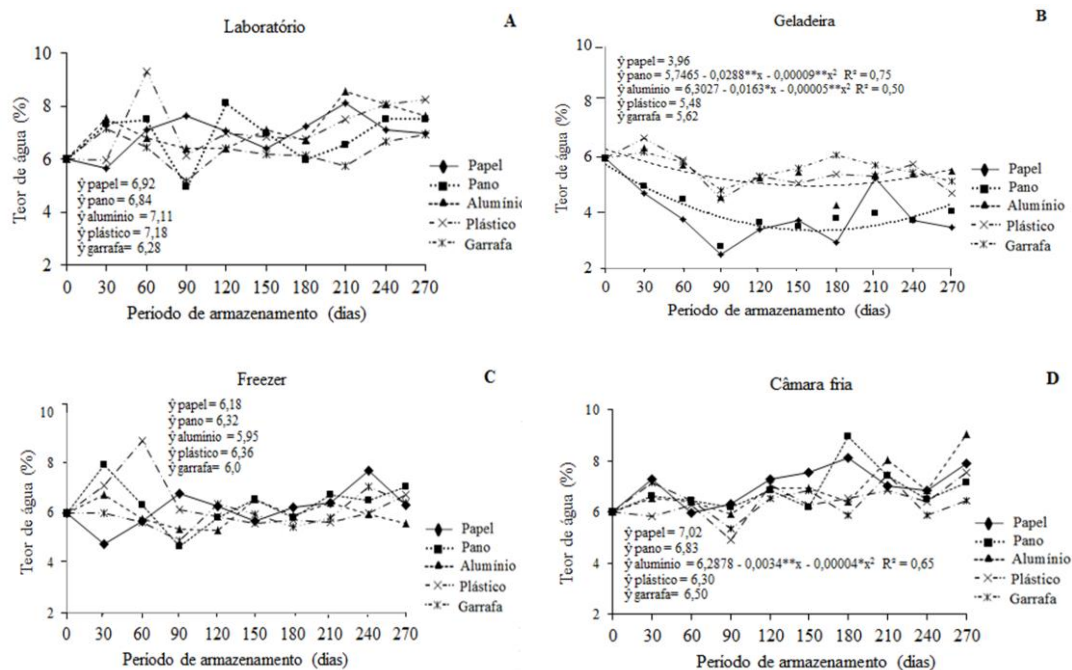 Laboratório
A
Teor de água (%)
10
8
6
4
2
ŷ papel = 6,92
ŷ pano = 6,84
ŷ aluminio = 7,11
ŷ plástico = 7,18
ŷ garrafa= 6,28
Papel
Pano
Alumínio
Plástico
Garrafa
0 30 60 90 120 150 180 210 240 270
Periodo de armazenamento (dias)
Geladeira
B
Teor de água (%)
10
8
6
4
2
ŷ papel = 3,96
ŷ pano = 5,7465 - 0,0288**x - 0,00009**x² R² = 0,75
ŷ aluminio = 6,3027 - 0,0163*x - 0,00005**x² R² = 0,50
ŷ plástico = 5,48
ŷ garrafa = 5,62
Papel
Pano
Alumínio
Plástico
Garrafa
0 30 60 90 120 150 180 210 240 270
Periodo de armazenamento (dias)
Freezer
C
Teor de água (%)
10
8
6
4
2
ŷ papel = 6,18
ŷ pano = 6,32
ŷ aluminio = 5,95
ŷ plástico = 6,36
ŷ garrafa= 6,0
Papel
Pano
Alumínio
Plástico
Garrafa
0 30 60 90 120 150 180 210 240 270
Periodo de armazenamento (dias)
Câmara fria
D
Teor de água (%)
10
8
6
4
2
ŷ papel = 7,02
ŷ pano = 6,83
ŷ aluminio = 6,2878 - 0,0034**x - 0,00004*x² R² = 0,65
ŷ plástico = 6,30
ŷ garrafa= 6,50
Papel
Pano
Alumínio
Plástico
Garrafa
0 30 60 90 120 150 180 210 240 270
Período de armazenamento (dias)